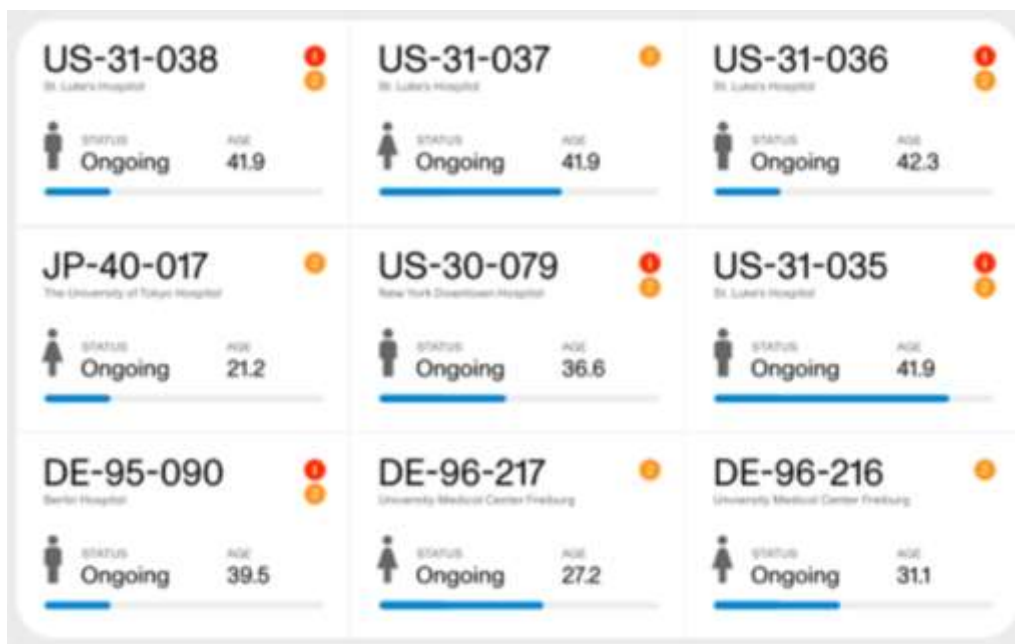 US-31-038
St. Luke's Hospital
STATUS AGE
Ongoing 41.9
US-31-037
St. Luke's Hospital
STATUS AGE
Ongoing 41.9
US-31-036
St. Luke's Hospital
STATUS AGE
Ongoing 42.3
JP-40-017
The University of Tokyo Hospital
STATUS AGE
Ongoing 21.2
US-30-079
New York Downtown Hospital
STATUS AGE
Ongoing 36.6
US-31-035
St. Luke's Hospital
STATUS AGE
Ongoing 41.9
DE-95-090
Berlin Hospital
STATUS AGE
Ongoing 39.5
DE-96-217
University Medical Center Freiburg
STATUS AGE
Ongoing 27.2
DE-96-216
University Medical Center Freiburg
STATUS AGE
Ongoing 31.1